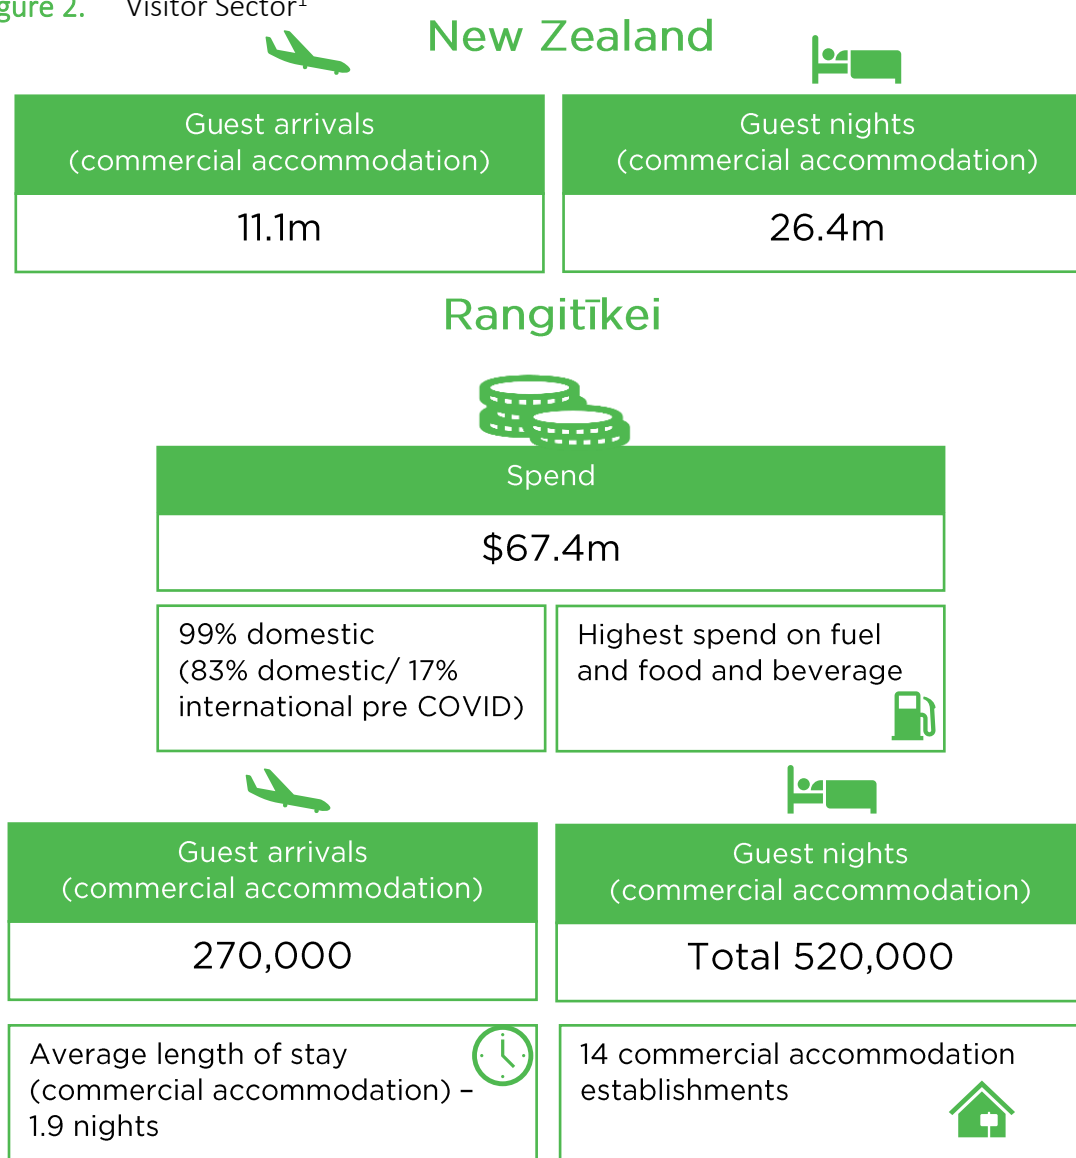 gure 2. Visitor Sector¹
New Zealand
Guest arrivals
(commercial accommodation)
11.1m
Guest nights
(commercial accommodation)
26.4m
Rangitīkei
Spend
$67.4m
99% domestic
(83% domestic/ 17%
international pre COVID)
Highest spend on fuel
and food and beverage
Guest arrivals
(commercial accommodation)
270,000
Guest nights
(commercial accommodation)
Total 520,000
Average length of stay
(commercial accommodation) –
1.9 nights
14 commercial accommodation
establishments